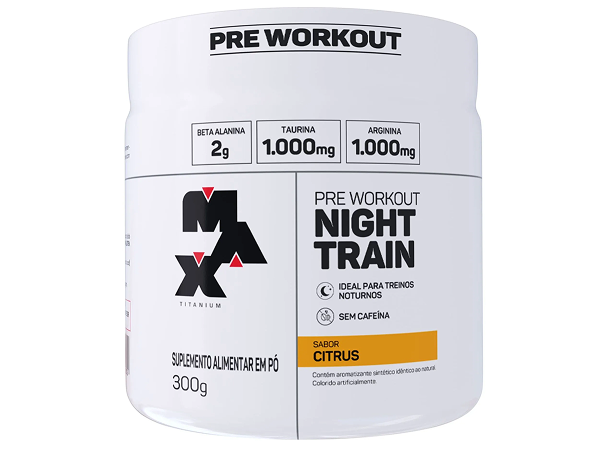 PRE WORKOUT
BETA ALANINA
2g
TAURINA
1.000mg
ARGININA
1.000mg
MAX
TITANIUM
SUPLEMENTO ALIMENTAR EM PÓ
300g
PRE WORKOUT
NIGHT
TRAIN
IDEAL PARA TREINOS
NOTURNOS
SEM CAFEÍNA
SABOR
CITRUS
Contém aromatizante sintético idêntico ao natural.
Colorido artificialmente.